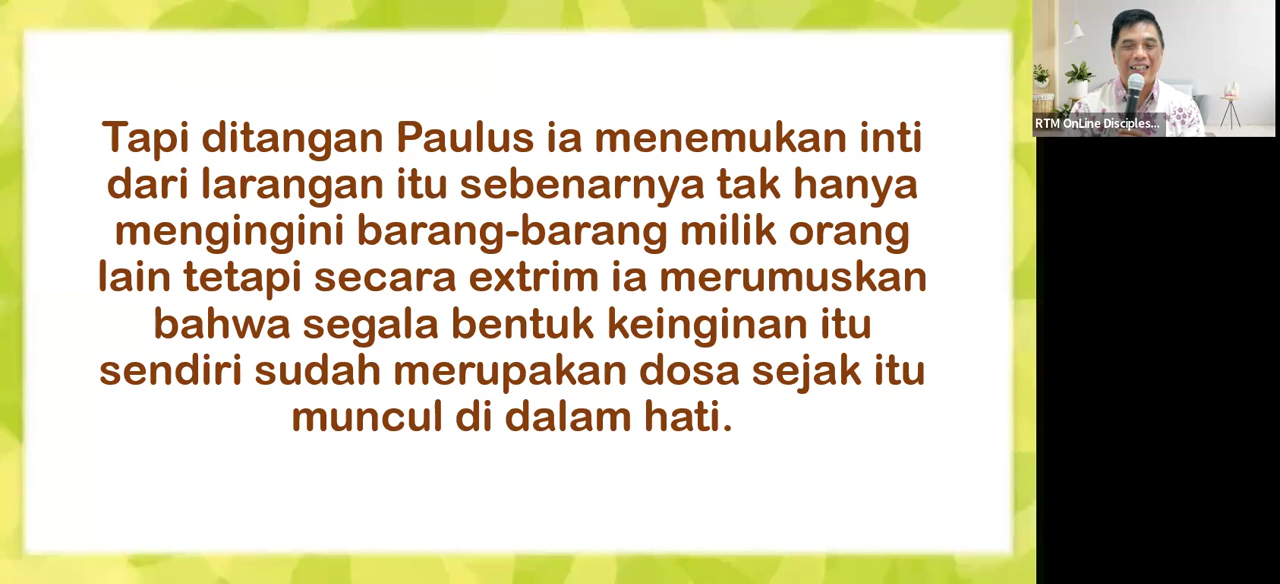 Tapi ditangan Paulus ia menemukan inti
dari larangan itu sebenarnya tak hanya
mengingini barang-barang milik orang
lain tetapi secara extrim ia merumuskan
bahwa segala bentuk keinginan itu
sendiri sudah merupakan dosa sejak itu
muncul di dalam hati.
RTM OnLine Disciples...